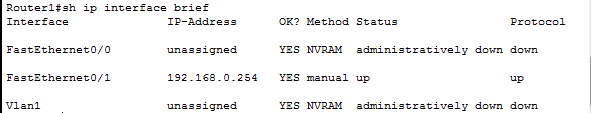 Router1#sh ip interface brief
Interface IP-Address OK? Method Status Protocol
FastEthernet0/0 unassigned YES NVRAM administratively down down
FastEthernet0/1 192.168.0.254 YES manual up up
Vlan1 unassigned YES NVRAM administratively down down